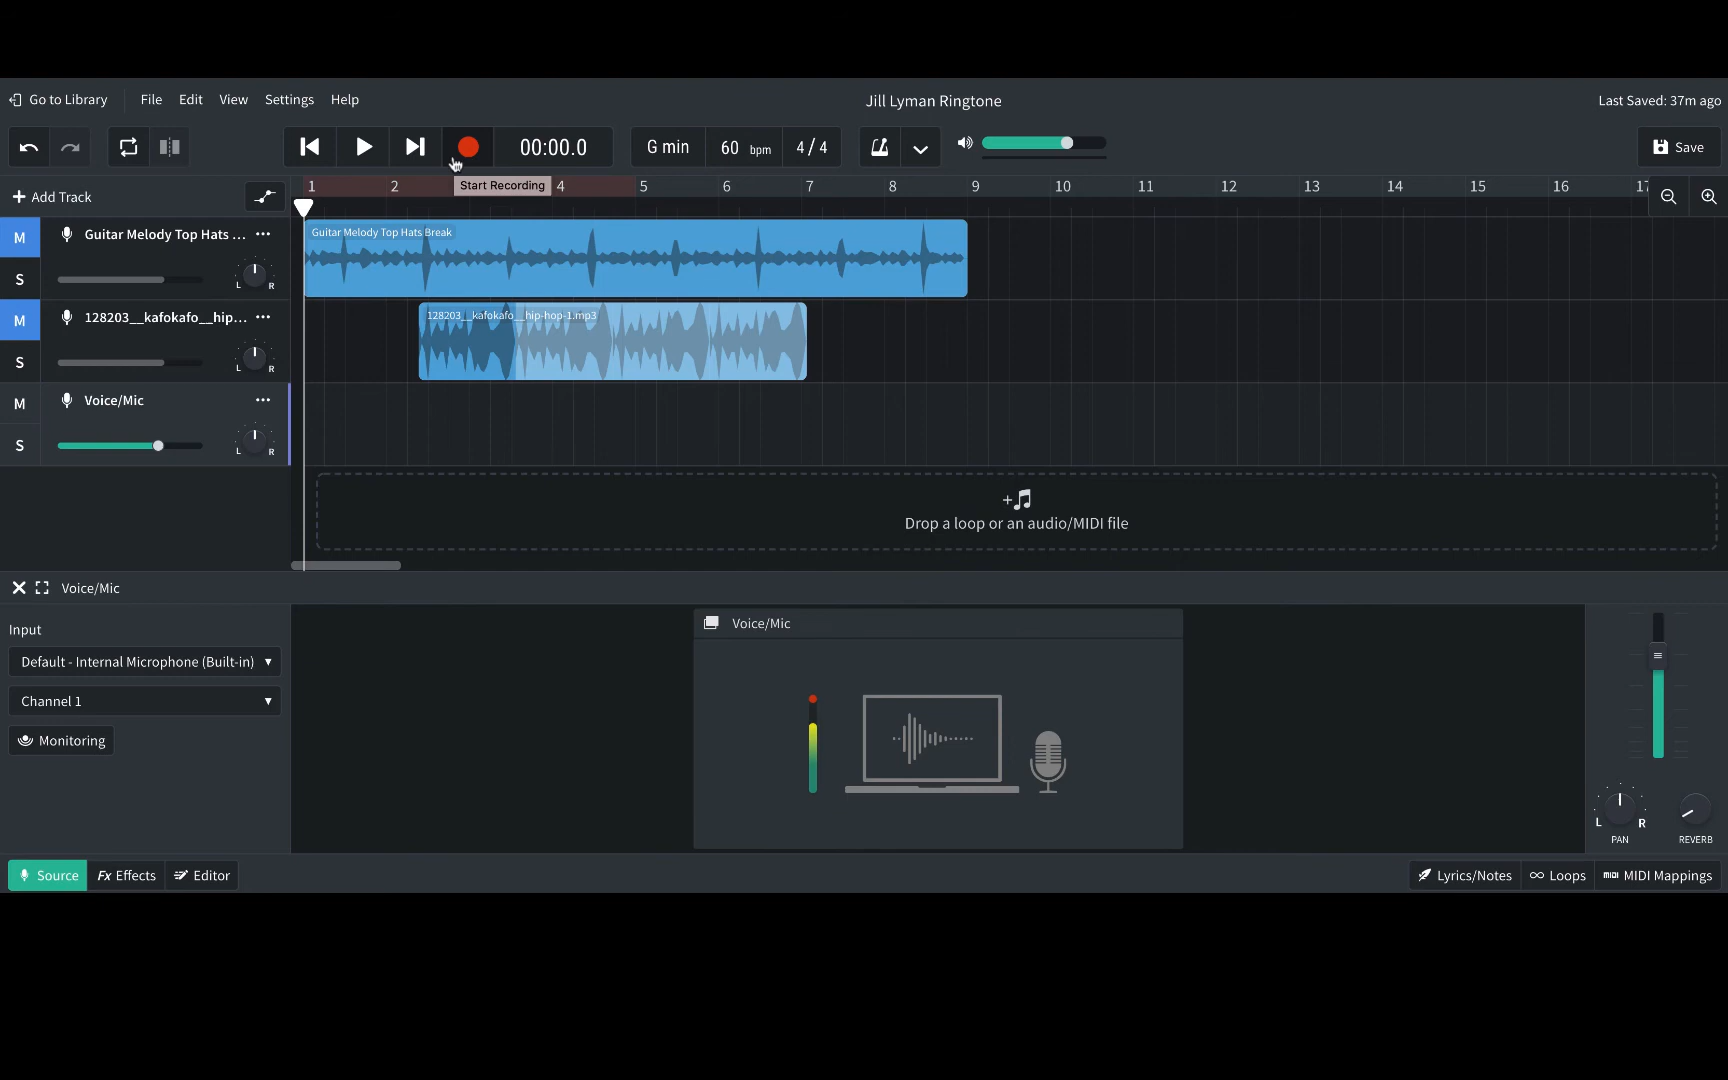 Go to Library File Edit View Settings Help Jill Lyman Ringtone Last Saved: 37m ago
00:00.0 G min 60 bpm 4 / 4 Save
Start Recording
1 2 4 5 6 7 8 9 10 11 12 13 14 15 16 17
+ Add Track
M Guitar Melody Top Hats ... Guitar Melody Top Hats Break
S L R
M 128203__kafokafo__hip... 128203__kafokafo__hip-hop-1.mp3
S L R
M Voice/Mic
S L R
+
Drop a loop or an audio/MIDI file
Voice/Mic
Input
Voice/Mic
Default - Internal Microphone (Built-in)
Channel 1
Monitoring
L R
PAN REVERB
Source Fx Effects Editor Lyrics/Notes Loops MIDI MIDI Mappings